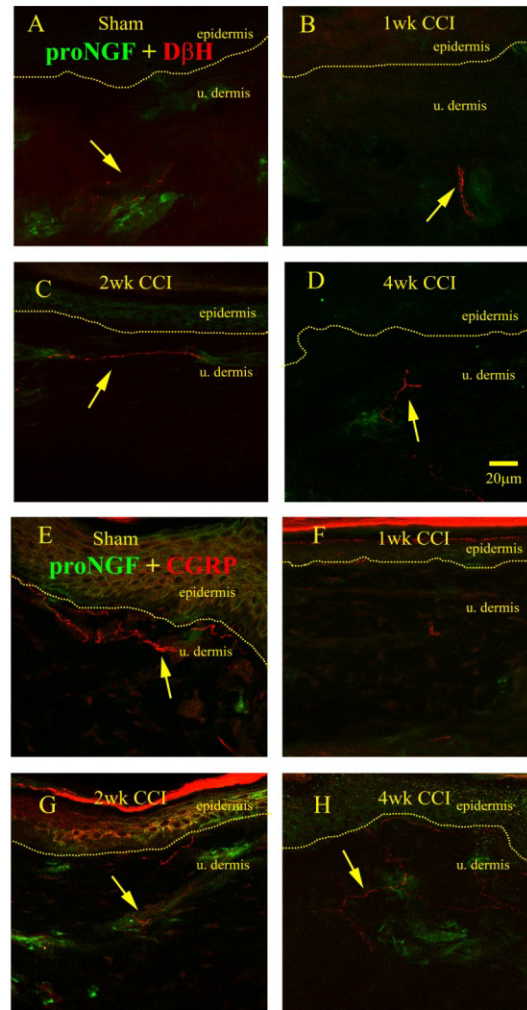 A
Sham
epidermis
proNGF + DβH
u. dermis
B
1wk CCI
epidermis
u. dermis
C
2wk CCI
epidermis
u. dermis
D
4wk CCI
epidermis
u. dermis
20μm
E
Sham
proNGF + CGRP
epidermis
u. dermis
F
1wk CCI
epidermis
u. dermis
G
2wk CCI
epidermis
u. dermis
H
4wk CCI
epidermis
u. dermis